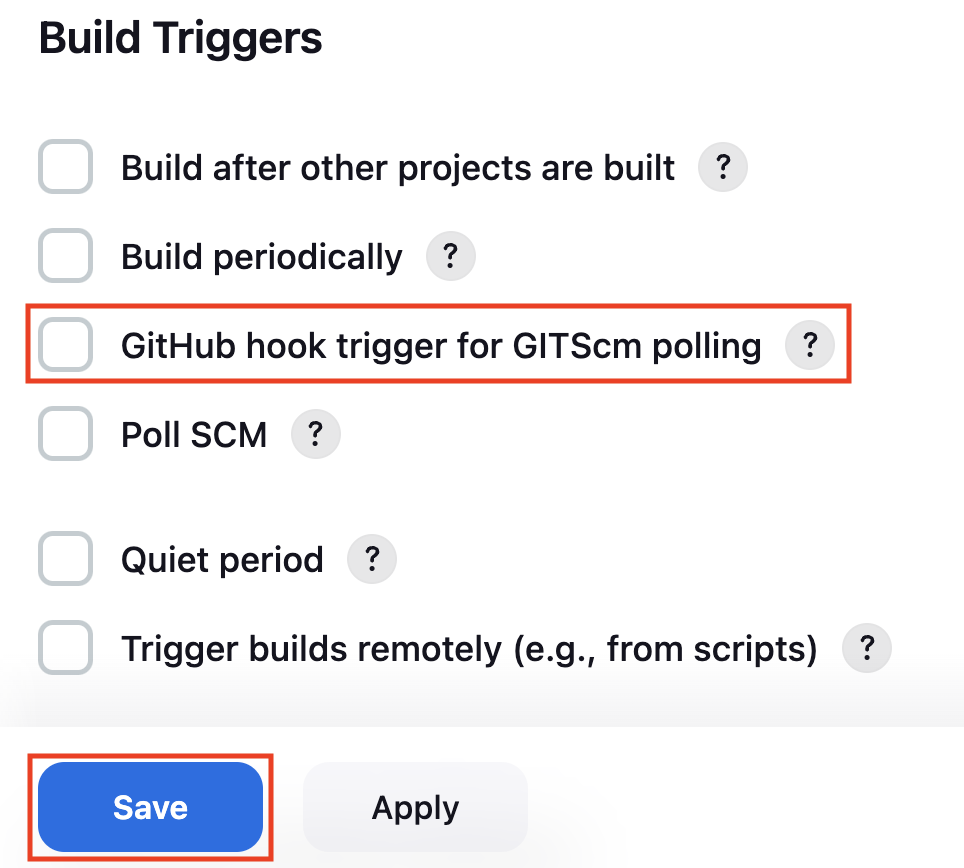 Build Triggers
Build after other projects are built ?
Build periodically ?
GitHub hook trigger for GITScm polling ?
Poll SCM ?
Quiet period ?
Trigger builds remotely (e.g., from scripts) ?
Save Apply